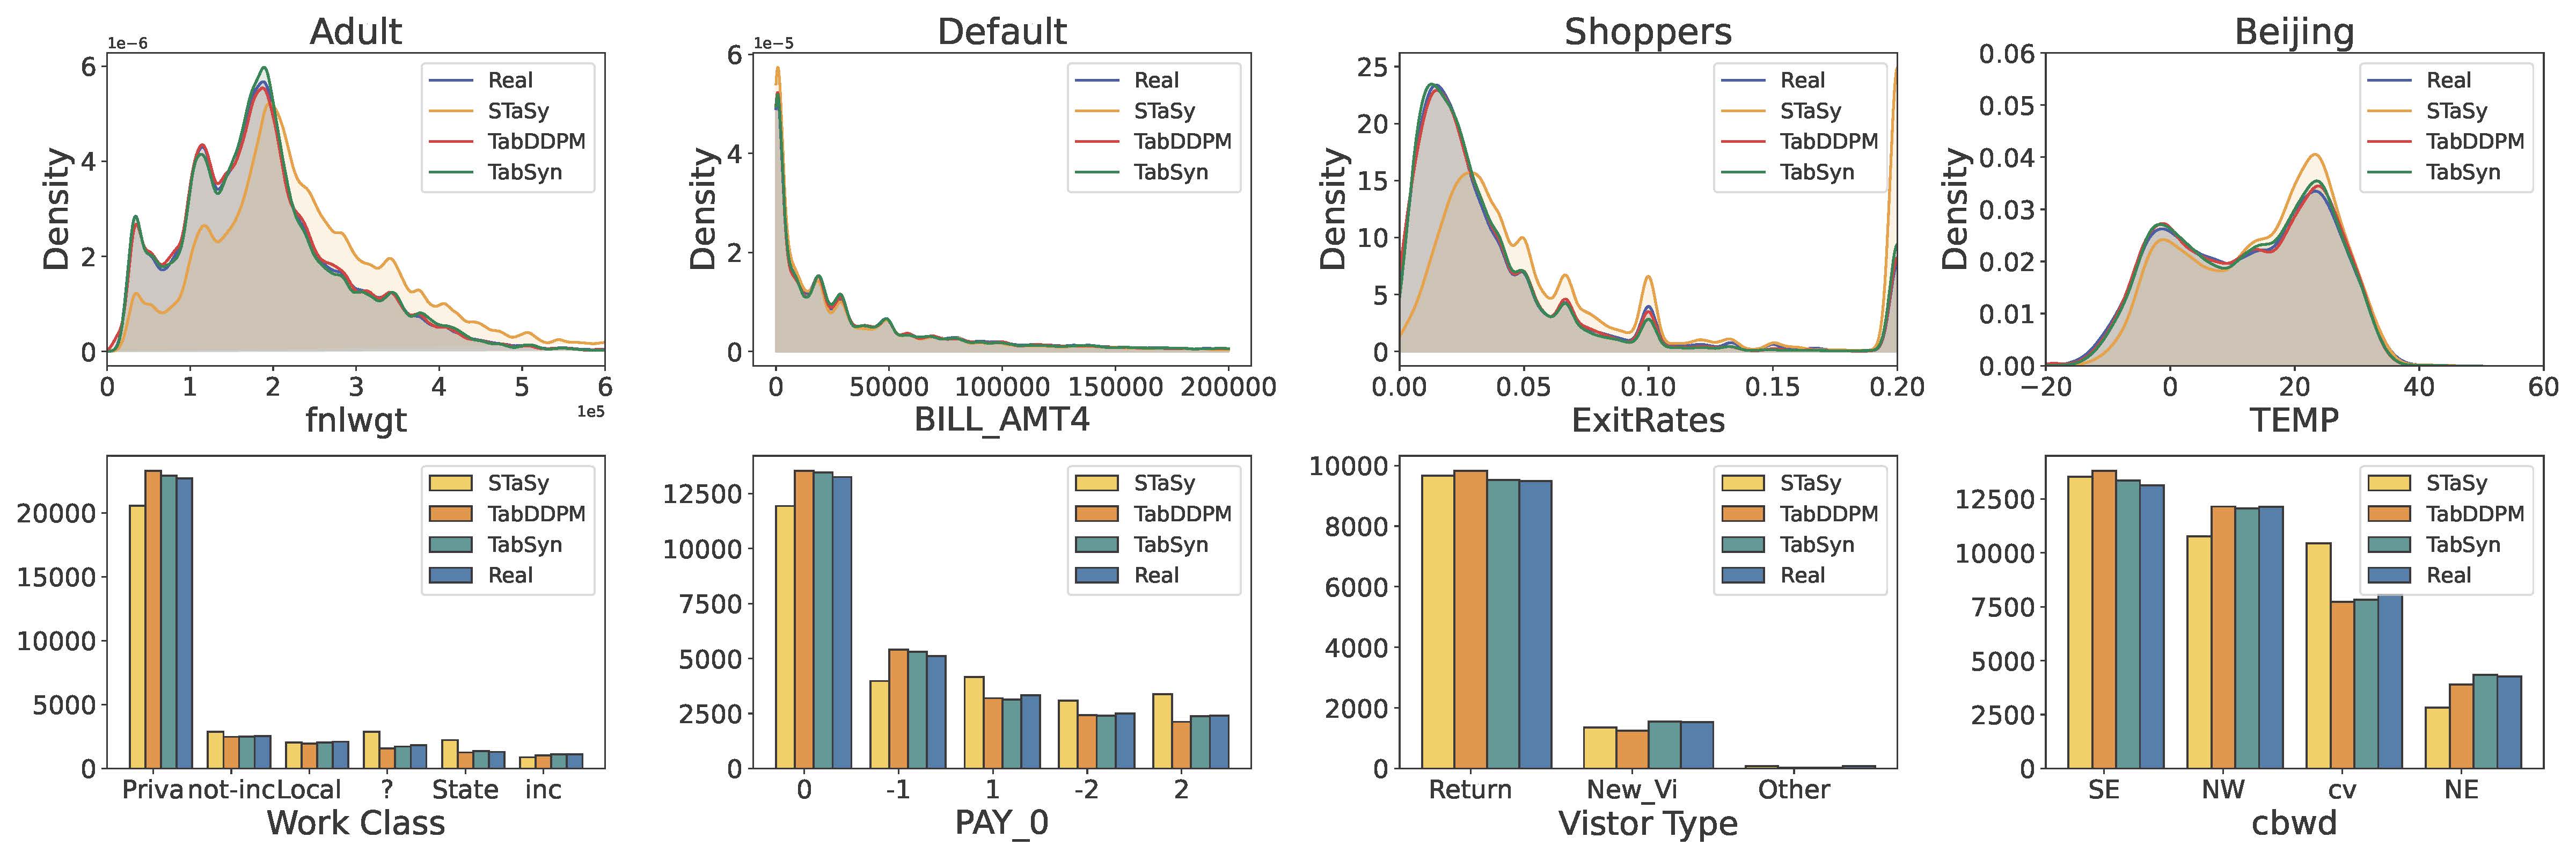 Adult
1e−6
6
4
2
0
Density
Real
STaSy
TabDDPM
TabSyn
0 1 2 3 4 5 6
1e5
fnlwgt
Default
1e−5
6
4
2
0
Density
Real
STaSy
TabDDPM
TabSyn
0 50000 100000 150000 200000
BILL_AMT4
Shoppers
25
20
15
10
5
0
Density
Real
STaSy
TabDDPM
TabSyn
0.00 0.05 0.10 0.15 0.20
ExitRates
Beijing
0.06
0.05
0.04
0.03
0.02
0.01
0.00
Density
Real
STaSy
TabDDPM
TabSyn
−20 0 20 40 60
TEMP
20000
15000
10000
5000
0
STaSy
TabDDPM
TabSyn
Real
Priva not-inc Local ? State inc
Work Class
12500
10000
7500
5000
2500
0
STaSy
TabDDPM
TabSyn
Real
0 -1 1 -2 2
PAY_0
10000
8000
6000
4000
2000
0
STaSy
TabDDPM
TabSyn
Real
Return New_Vi Other
Vistor Type
12500
10000
7500
5000
2500
0
STaSy
TabDDPM
TabSyn
Real
SE NW cv NE
cbwd